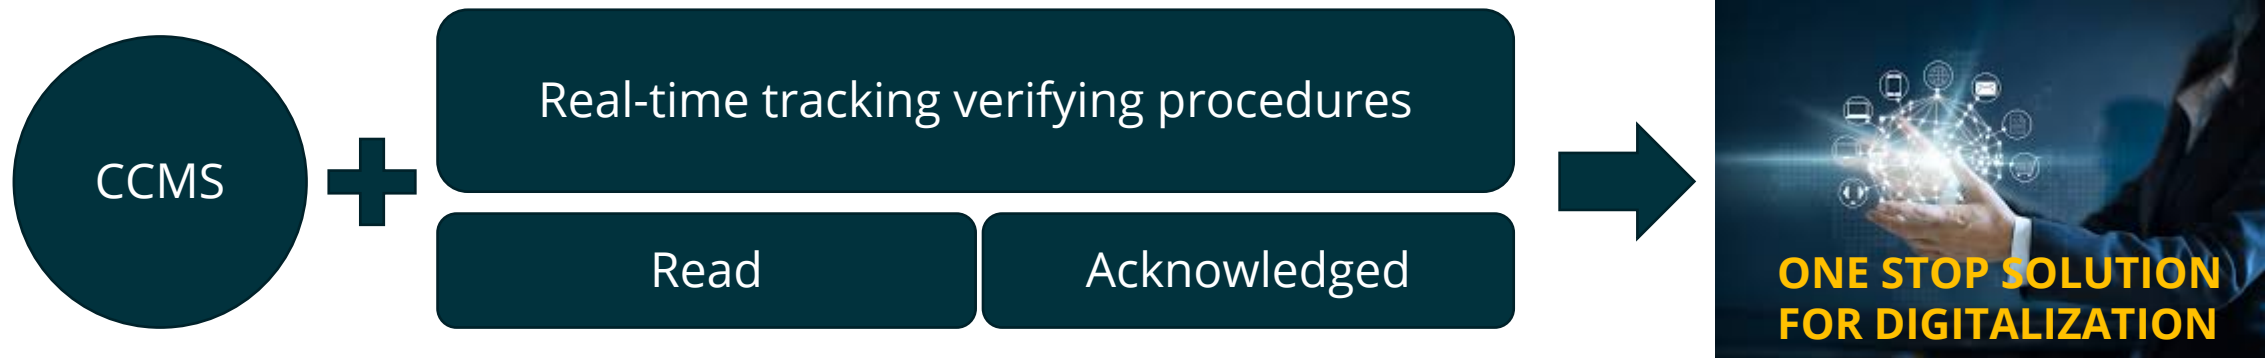 CCMS
Real-time tracking verifying procedures
Read
Acknowledged
ONE STOP SOLUTION
FOR DIGITALIZATION